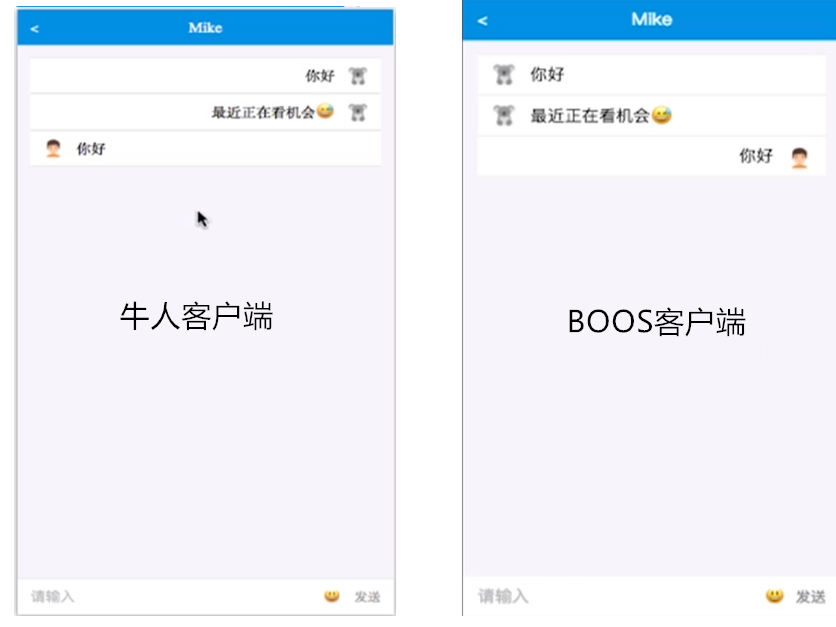 <
Mike
你好
最近正在看机会😅
你好
牛人客户端
请输入
发送
<
Mike
你好
最近正在看机会😅
你好
BOOS客户端
请输入
发送